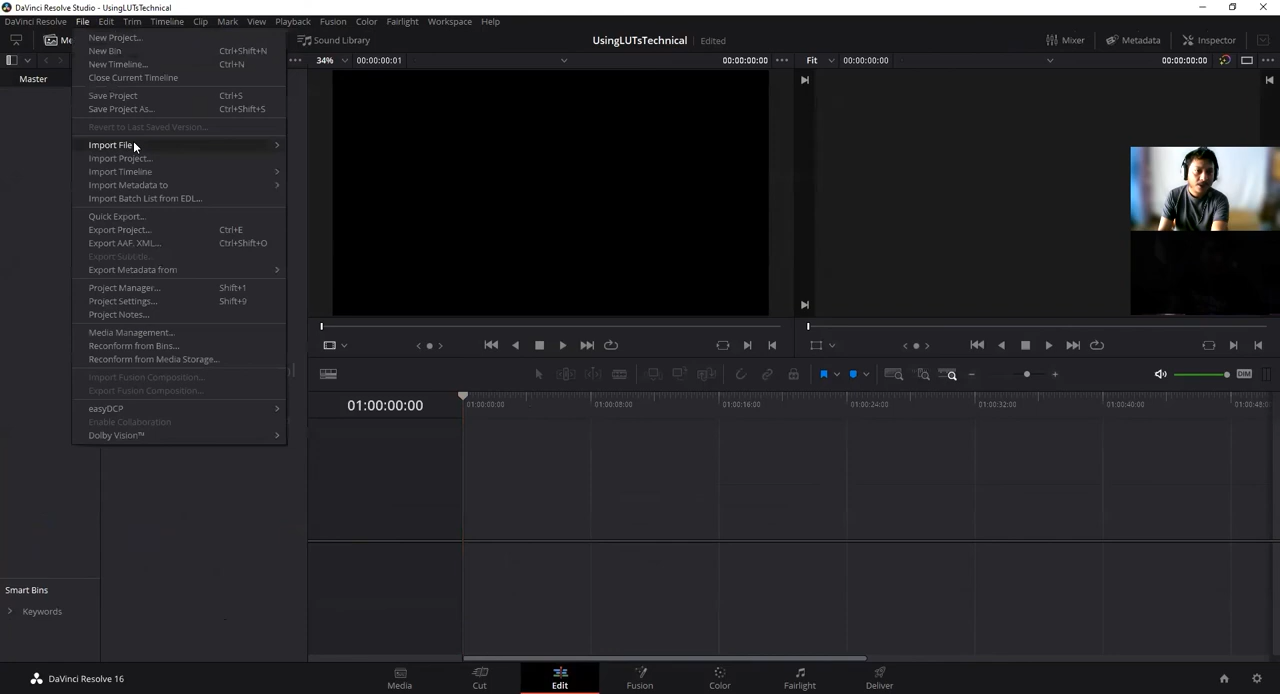 DaVinci Resolve Studio - UsingLUTsTechnical
DaVinci Resolve File Edit Trim Timeline Clip Mark View Playback Fusion Color Fairlight Workspace Help
Me
Sound Library
UsingLUTsTechnical Edited
Mixer Metadata Inspector
34% 00:00:00:01 00:00:00:00
Fit 00:00:00:00 00:00:00:00
Master
New Project...
New Bin Ctrl+Shift+N
New Timeline... Ctrl+N
Close Current Timeline
Save Project Ctrl+S
Save Project As... Ctrl+Shift+S
Revert to Last Saved Version...
Import File
Import Project...
Import Timeline
Import Metadata to
Import Batch List from EDL...
Quick Export...
Export Project... Ctrl+E
Export AAF, XML... Ctrl+Shift+O
Export Subtitle...
Export Metadata from
Project Manager... Shift+1
Project Settings... Shift+9
Project Notes...
Media Management...
Reconform from Bins...
Reconform from Media Storage...
Import Fusion Composition...
Export Fusion Composition...
easyDCP
Enable Collaboration
Dolby Vision™
DIM
01:00:00:00
01:00:00:00 01:00:08:00 01:00:16:00 01:00:24:00 01:00:32:00 01:00:40:00 01:00:48:0
Smart Bins
Keywords
DaVinci Resolve 16
Media Cut Edit Fusion Color Fairlight Deliver